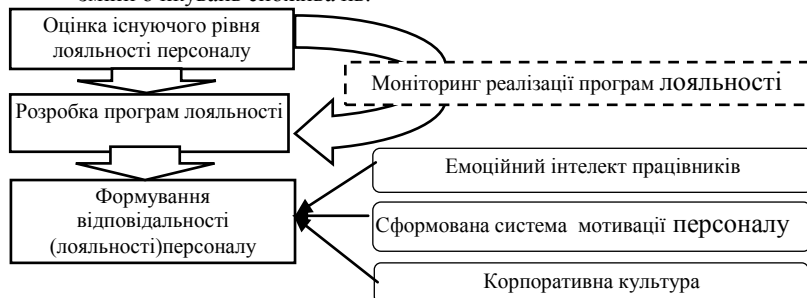 Оцінка існуючого рівня
лояльності персоналу
Моніторинг реалізації програм лояльності
Розробка програм лояльності
Емоційний інтелект працівників
Формування
відповідальності
(лояльності)персоналу
Сформована система мотивації персоналу
Корпоративна культура